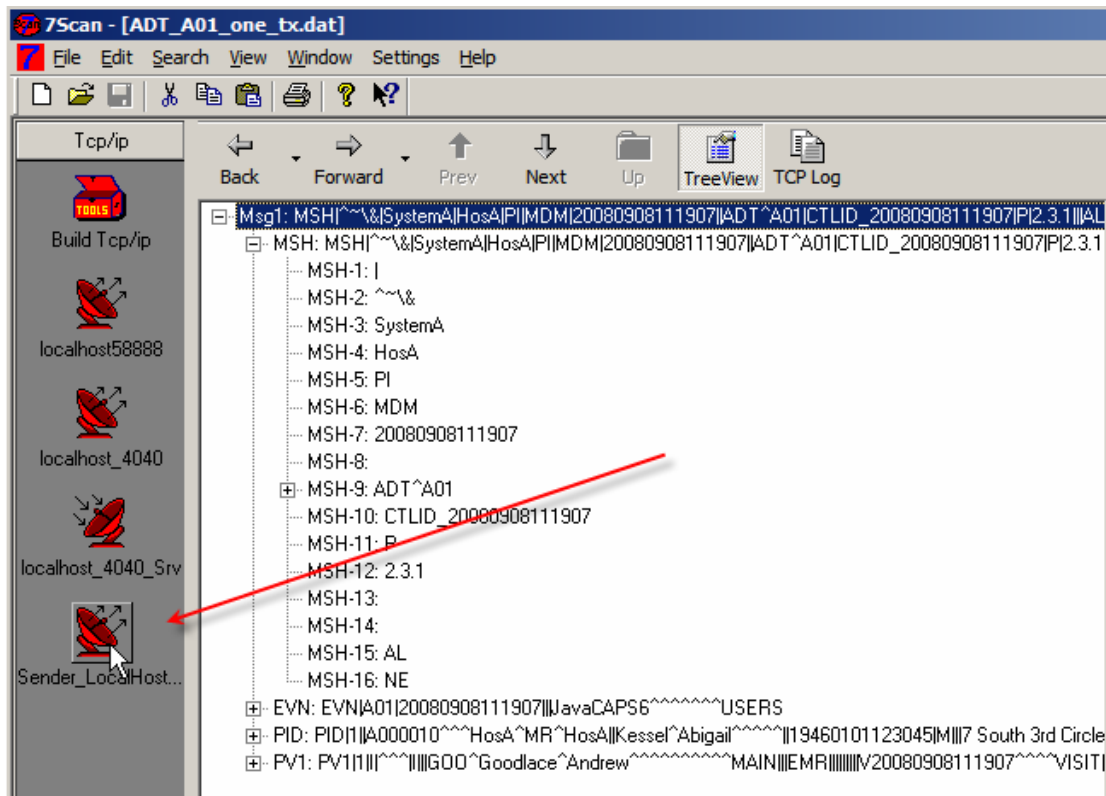 7Scan - [ADT_A01_one_tx.dat]
File Edit Search View Window Settings Help
Tcp/ip
Back Forward Prev Next Up TreeView TCP Log
TOOLS
Build Tcp/ip
localhost58888
localhost_4040
localhost_4040_Srv
Sender_LocalHost...
Msg1: MSH|^~\&|SystemA|HosA|PI|MDM|20080908111907||ADT^A01|CTLID_20080908111907|P|2.3.1|||AL
MSH: MSH|^~\&|SystemA|HosA|PI|MDM|20080908111907||ADT^A01|CTLID_20080908111907|P|2.3.1
MSH-1: |
MSH-2: ^~\&
MSH-3: SystemA
MSH-4: HosA
MSH-5: PI
MSH-6: MDM
MSH-7: 20080908111907
MSH-8:
MSH-9: ADT^A01
MSH-10: CTLID_20080908111907
MSH-11: P
MSH-12: 2.3.1
MSH-13:
MSH-14:
MSH-15: AL
MSH-16: NE
EVN: EVN|A01|20080908111907|||JavaCAPS6^^^^^^^USERS
PID: PID|1||A000010^^^HosA^MR^HosA||Kessel^Abigail^^^^^||19460101123045|M|||7 South 3rd Circle
PV1: PV1|1|I|^^^||||GOO^Goodlace^Andrew^^^^^^^^^^MAIN|||EMR|||||||||V20080908111907^^^^VISIT|